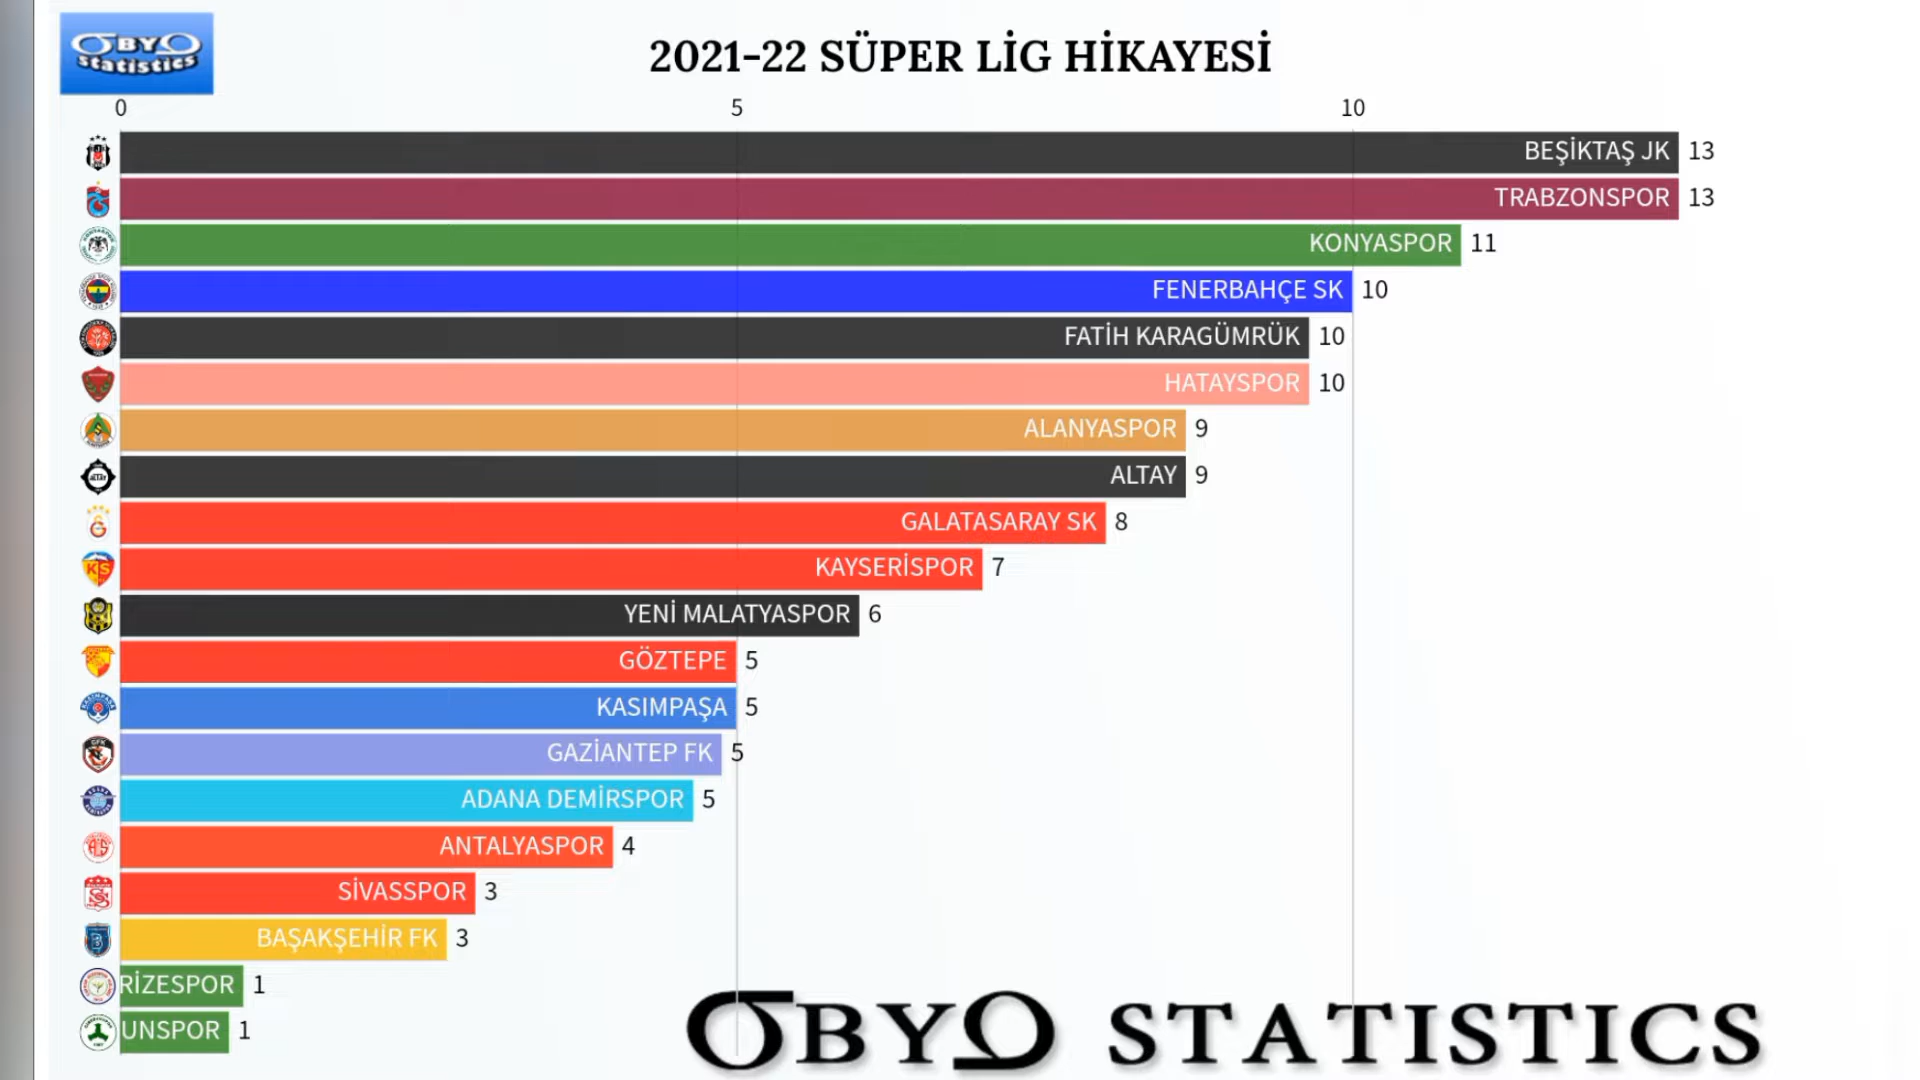 OBYO
statistics
2021-22 SÜPER LİG HİKAYESİ
0 5 10
BEŞİKTAŞ JK 13
TRABZONSPOR 13
KONYASPOR 11
FENERBAHÇE SK 10
FATİH KARAGÜMRÜK 10
HATAYSPOR 10
ALANYASPOR 9
ALTAY 9
GALATASARAY SK 8
KAYSERİSPOR 7
YENİ MALATYASPOR 6
GÖZTEPE 5
KASIMPAŞA 5
GAZİANTEP FK 5
ADANA DEMİRSPOR 5
ANTALYASPOR 4
SİVASSPOR 3
BAŞAKŞEHİR FK 3
RİZESPOR 1
UNSPOR 1
OBYO STATISTICS